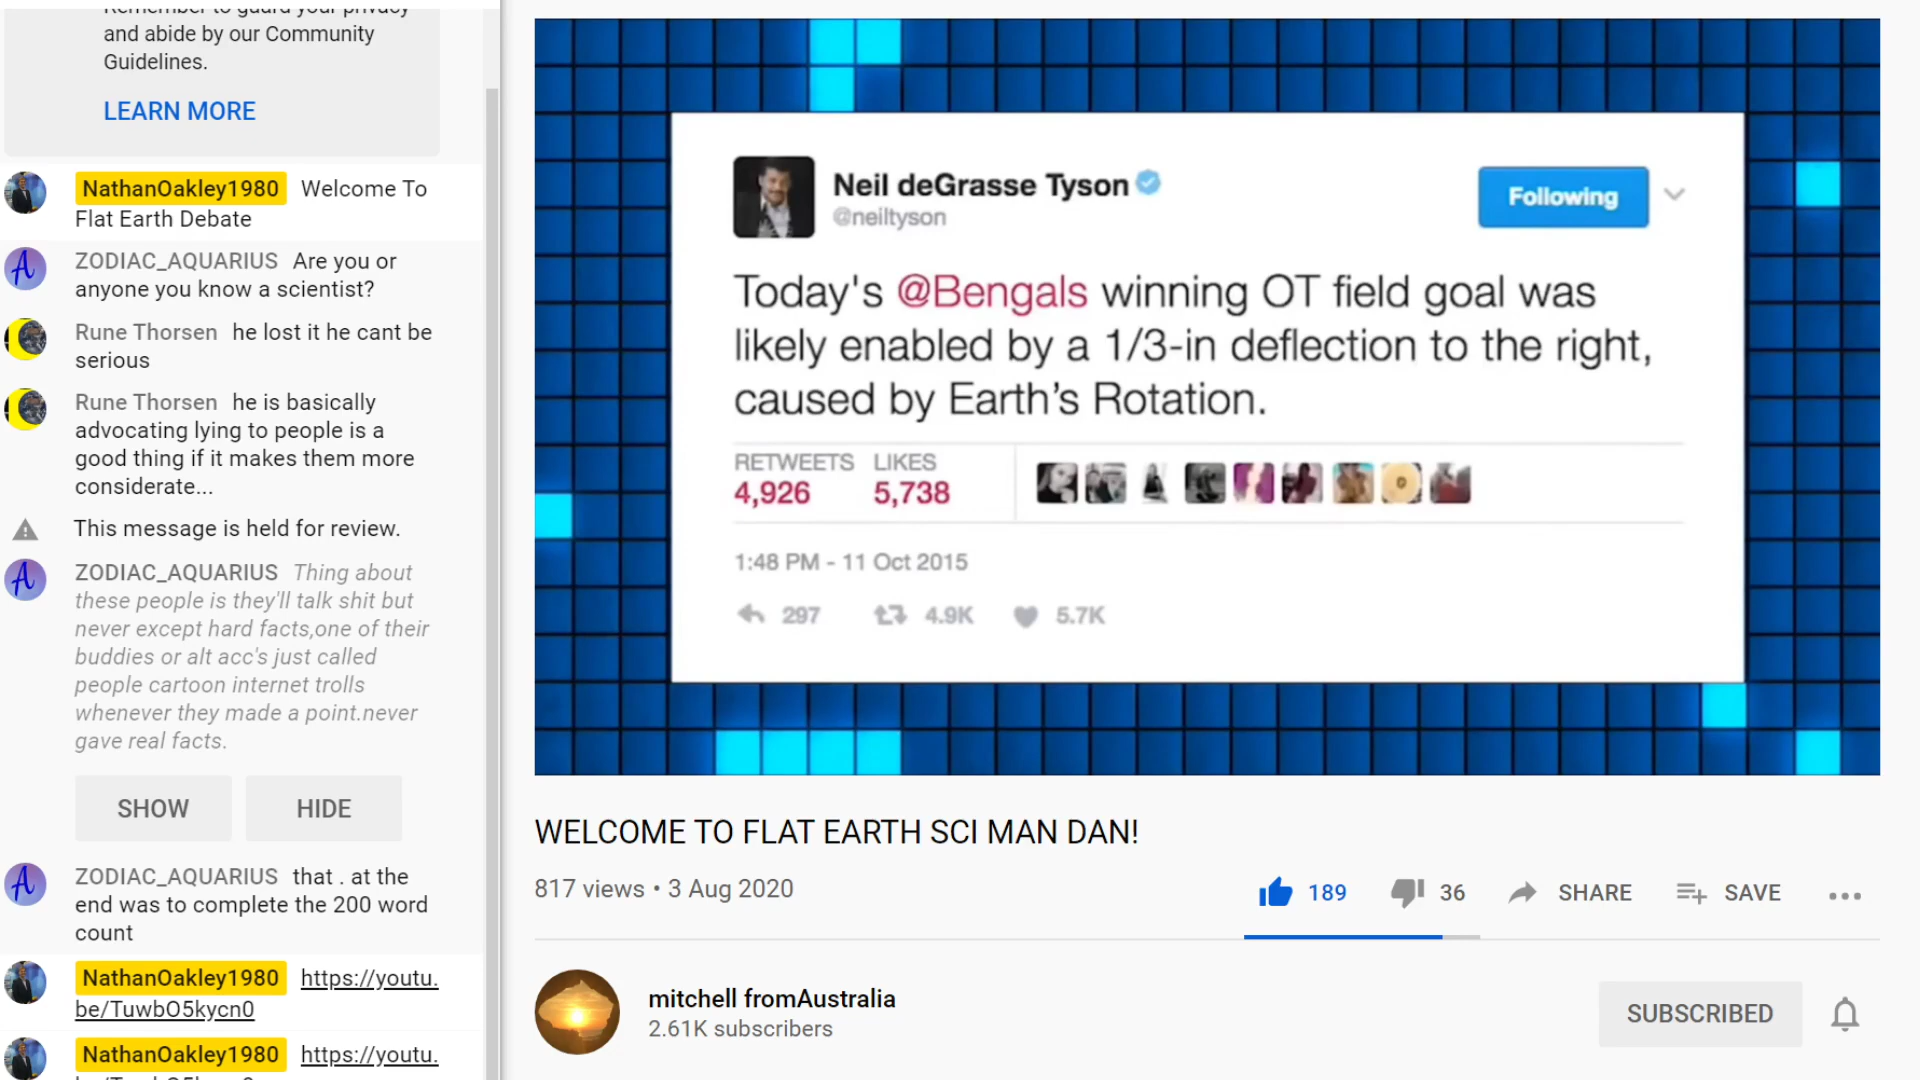 Remember to guard your privacy
and abide by our Community
Guidelines.
LEARN MORE
NathanOakley1980 Welcome To
Flat Earth Debate
ZODIAC_AQUARIUS Are you or
anyone you know a scientist?
Rune Thorsen he lost it he cant be
serious
Rune Thorsen he is basically
advocating lying to people is a
good thing if it makes them more
considerate...
This message is held for review.
ZODIAC_AQUARIUS Thing about
these people is they'll talk shit but
never except hard facts,one of their
buddies or alt acc's just called
people cartoon internet trolls
whenever they made a point.never
gave real facts.
SHOW HIDE
ZODIAC_AQUARIUS that . at the
end was to complete the 200 word
count
NathanOakley1980 https://youtu.
be/TuwbO5kycn0
NathanOakley1980 https://youtu.
Neil deGrasse Tyson
@neiltyson
Following
Today's @Bengals winning OT field goal was
likely enabled by a 1/3-in deflection to the right,
caused by Earth's Rotation.
RETWEETS LIKES
4,926 5,738
1:48 PM - 11 Oct 2015
297 4.9K 5.7K
WELCOME TO FLAT EARTH SCI MAN DAN!
817 views • 3 Aug 2020
189 36 SHARE SAVE
mitchell fromAustralia
2.61K subscribers
SUBSCRIBED